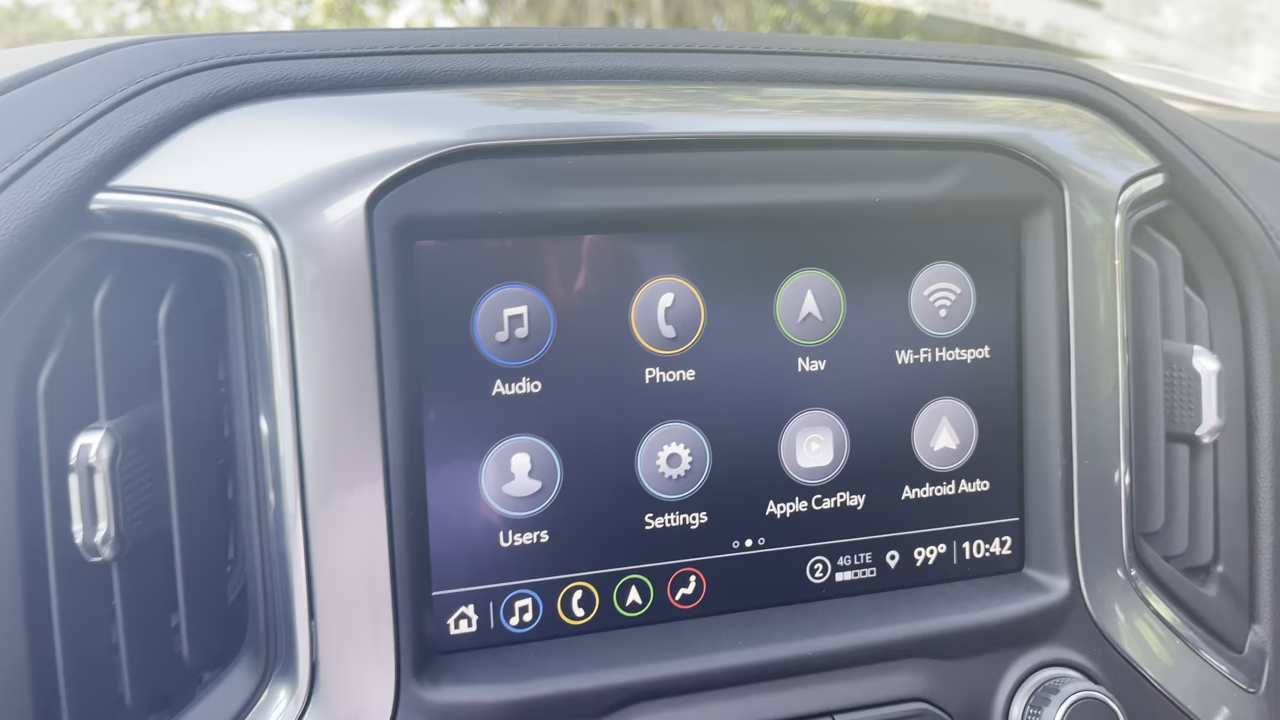 Audio
Phone
Nav
Wi-Fi Hotspot
Users
Settings
Apple CarPlay
Android Auto
2
4G LTE
99°
10:42